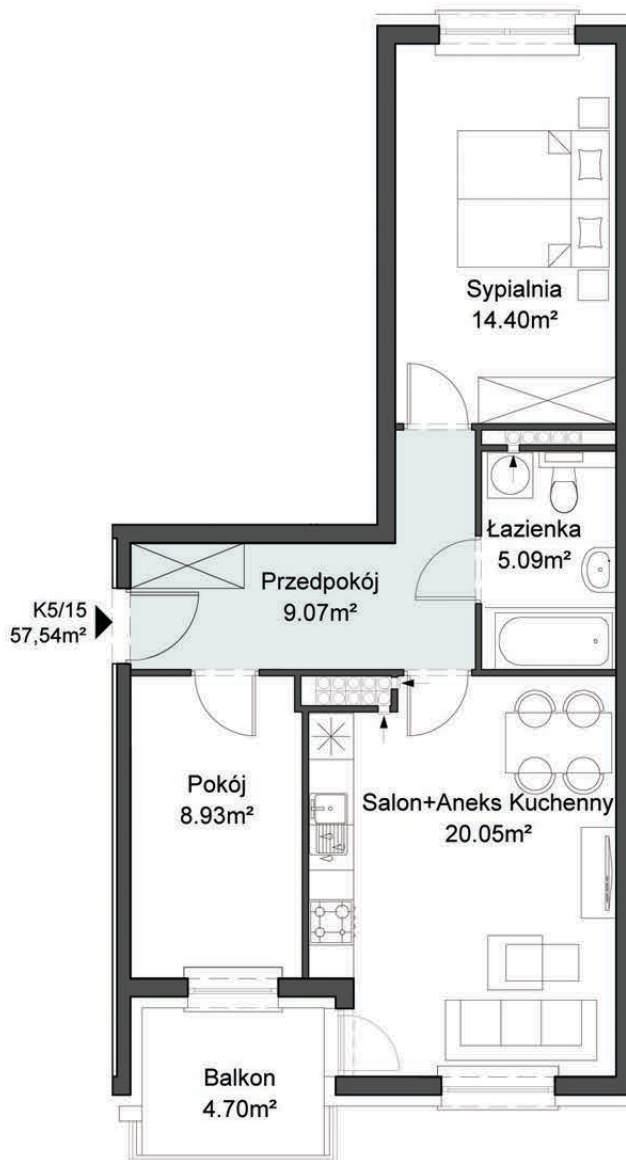 Sypialnia
14.40m²
Łazienka
5.09m²
Przedpokój
9.07m²
K5/15
57,54m²
Pokój
8.93m²
Salon+Aneks Kuchenny
20.05m²
Balkon
4.70m²